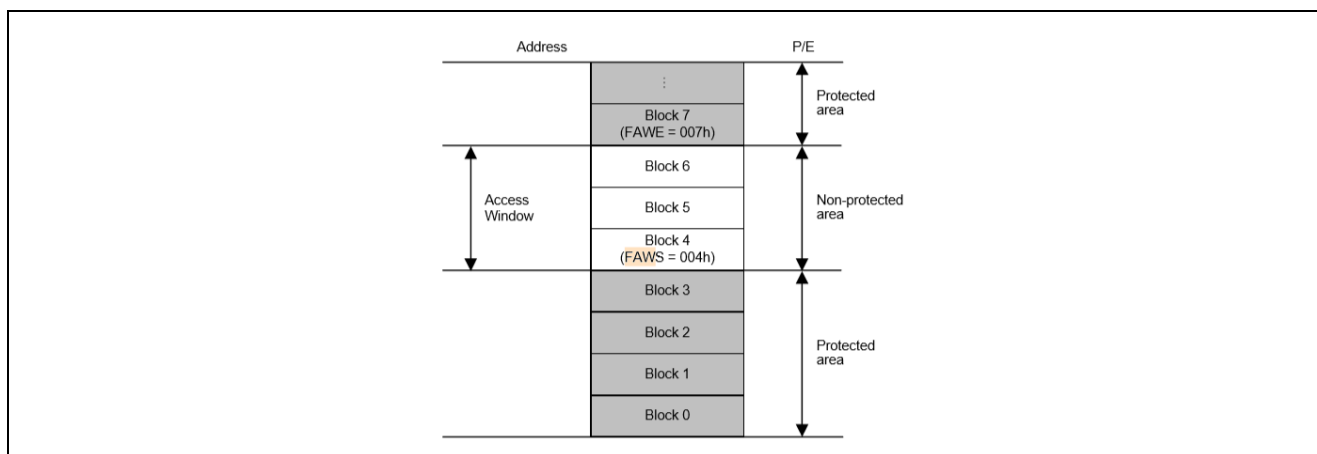 Address
P/E
⋮
Protected
area
Block 7
(FAWE = 007h)
Block 6
Access
Window
Block 5
Non-protected
area
Block 4
(FAWS = 004h)
Block 3
Block 2
Protected
area
Block 1
Block 0